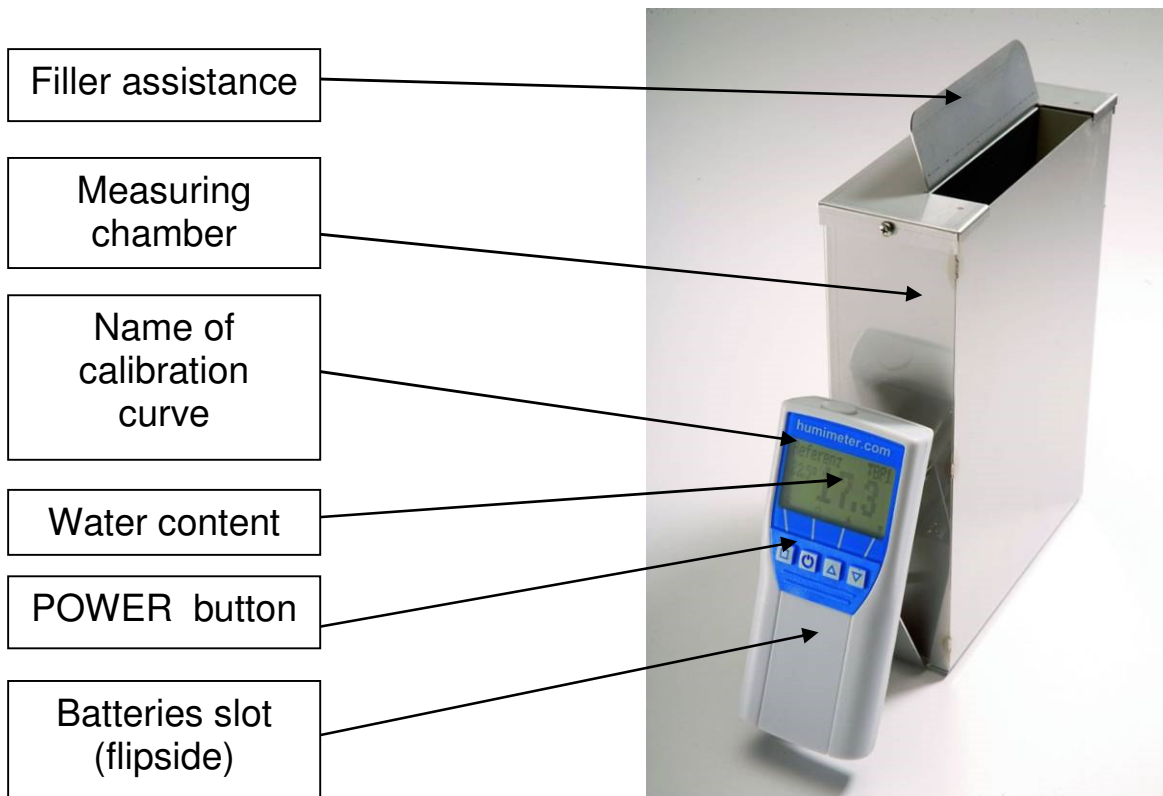 Filler assistance
Measuring
chamber
Name of
calibration
curve
Water content
POWER button
Batteries slot
(flipside)
humimeter.com
17.3